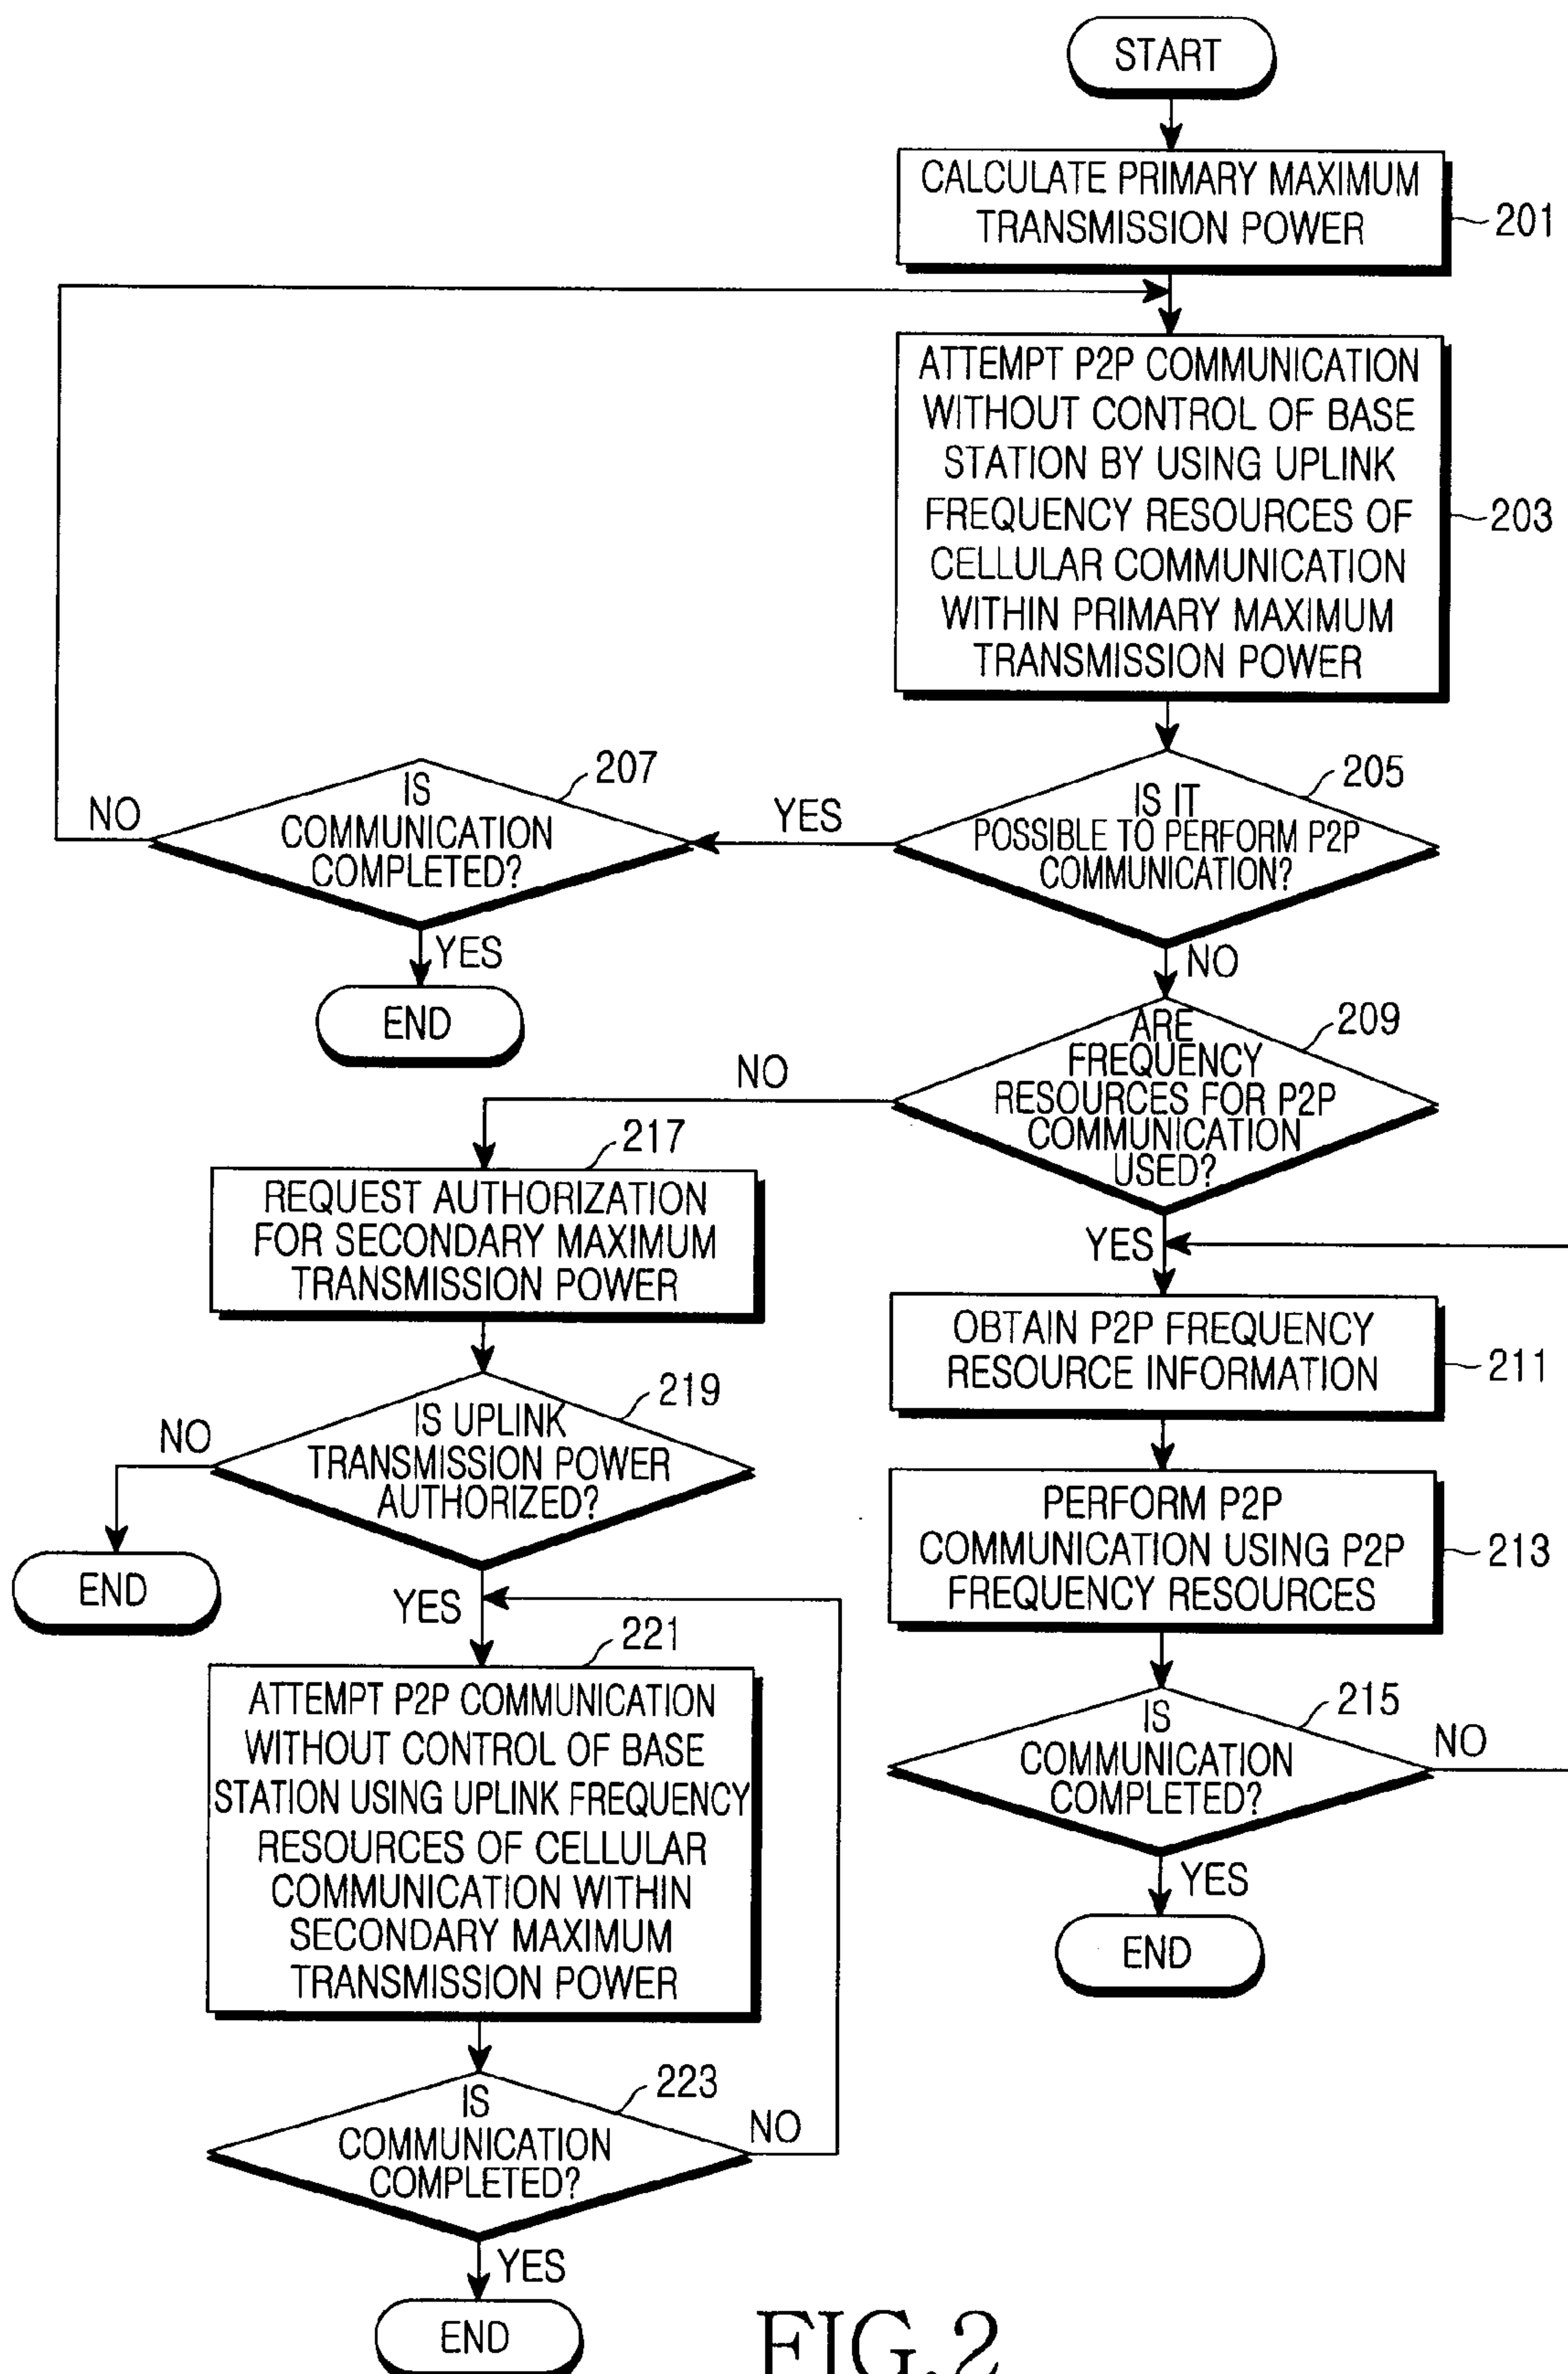 START
CALCULATE PRIMARY MAXIMUM
TRANSMISSION POWER
201
ATTEMPT P2P COMMUNICATION
WITHOUT CONTROL OF BASE
STATION BY USING UPLINK
FREQUENCY RESOURCES OF
CELLULAR COMMUNICATION
WITHIN PRIMARY MAXIMUM
TRANSMISSION POWER
203
205
IS IT
POSSIBLE TO PERFORM P2P
COMMUNICATION?
YES
207
IS
COMMUNICATION
COMPLETED?
NO
YES
END
NO
209
ARE
FREQUENCY
RESOURCES FOR P2P
COMMUNICATION
USED?
NO
217
REQUEST AUTHORIZATION
FOR SECONDARY MAXIMUM
TRANSMISSION POWER
YES
OBTAIN P2P FREQUENCY
RESOURCE INFORMATION
211
219
IS UPLINK
TRANSMISSION POWER
AUTHORIZED?
NO
END
PERFORM P2P
COMMUNICATION USING P2P
FREQUENCY RESOURCES
213
YES
221
ATTEMPT P2P COMMUNICATION
WITHOUT CONTROL OF BASE
STATION USING UPLINK FREQUENCY
RESOURCES OF CELLULAR
COMMUNICATION WITHIN
SECONDARY MAXIMUM
TRANSMISSION POWER
215
IS
COMMUNICATION
COMPLETED?
NO
YES
END
223
IS
COMMUNICATION
COMPLETED?
NO
YES
END
FIG.2